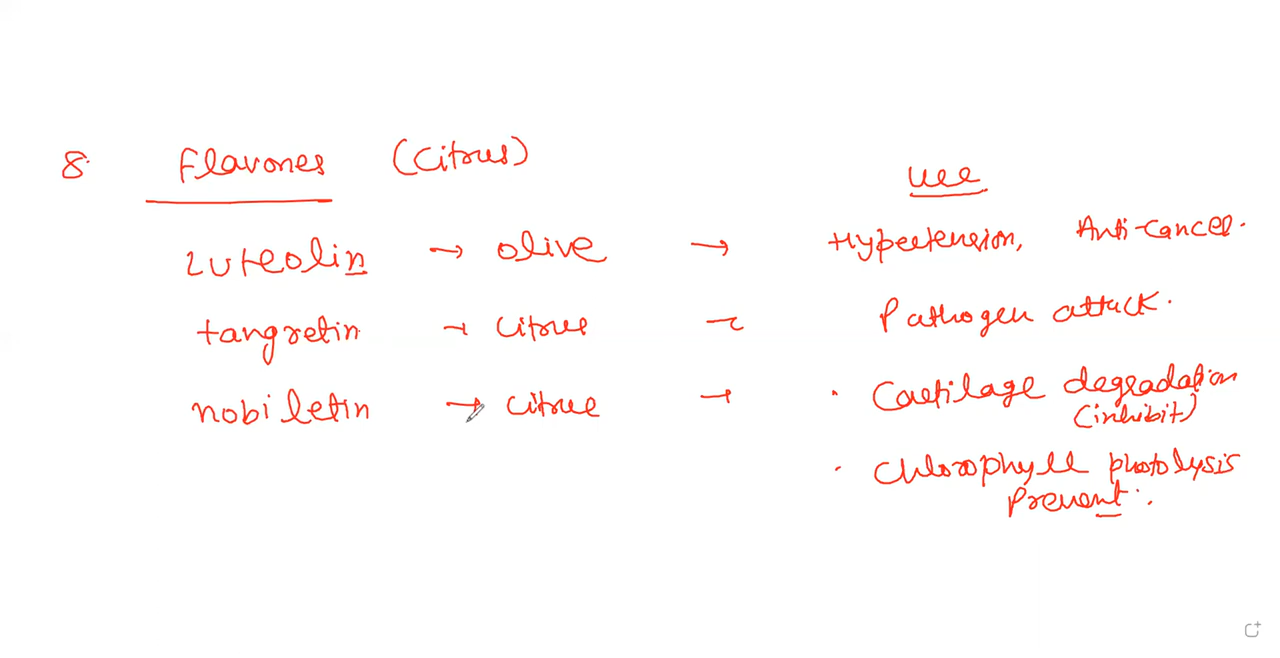 8. Flavones (Citrus)
Use
Luteolin → olive → Hypertension, Anti-Cancer.
tangretin → citrus → Pathogen attack.
nobiletin → citrus → • Cartilage degradation
(inhibit)
• Chlorophyll photolysis
Prevent.